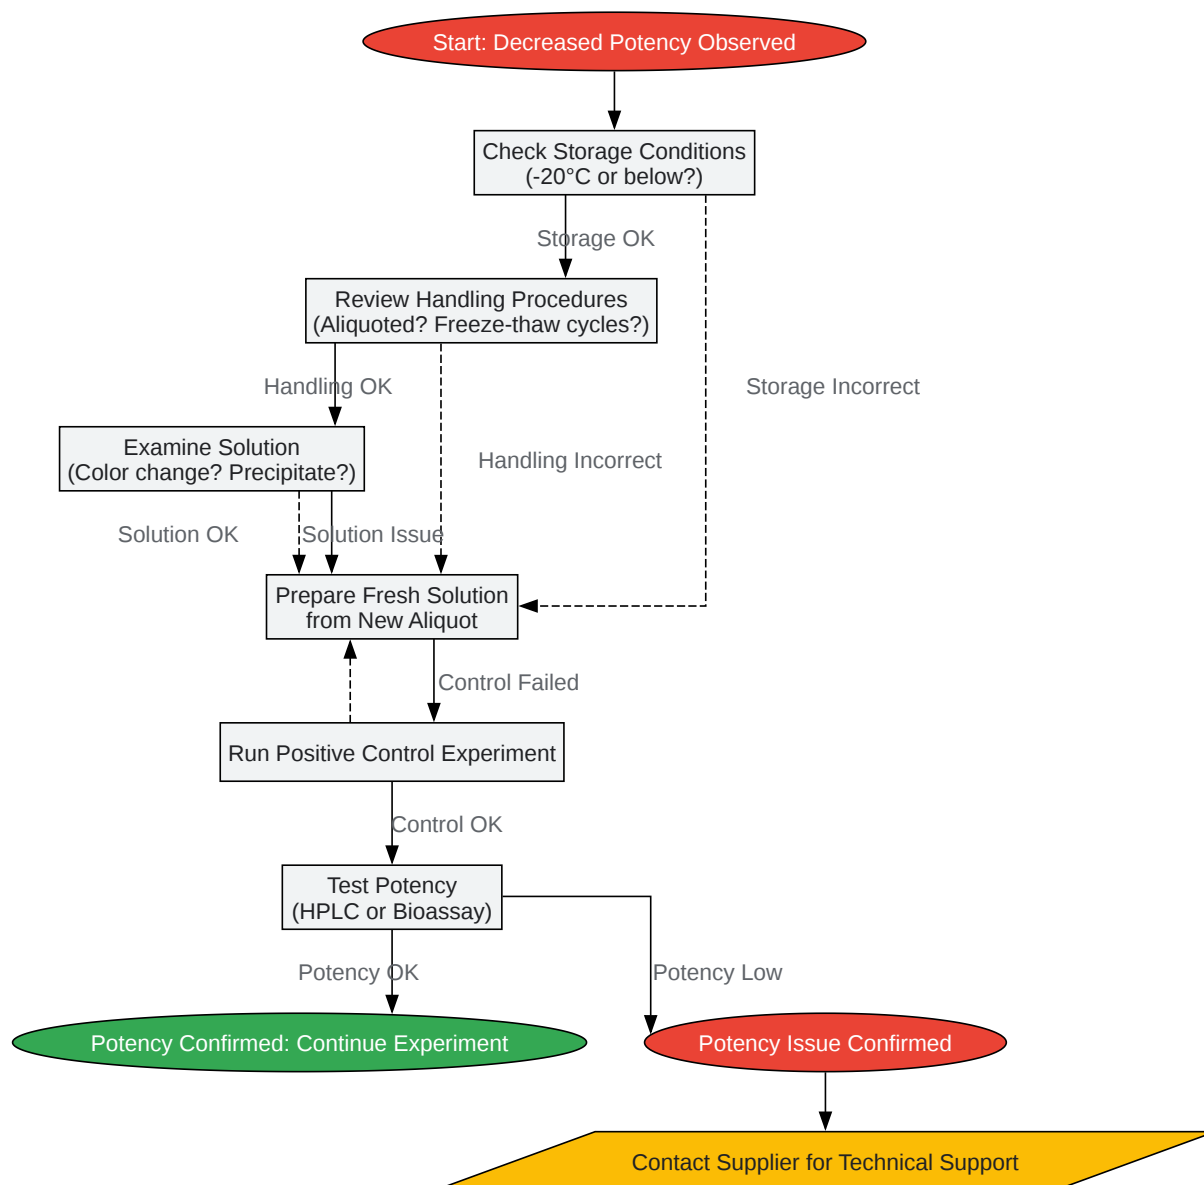 Start: Decreased Potency Observed
Check Storage Conditions
(-20°C or below?)
Storage OK
Review Handling Procedures
(Aliquoted? Freeze-thaw cycles?)
Handling OK
Storage Incorrect
Examine Solution
(Color change? Precipitate?)
Handling Incorrect
Solution OK
Solution Issue
Prepare Fresh Solution
from New Aliquot
Control Failed
Run Positive Control Experiment
Control OK
Test Potency
(HPLC or Bioassay)
Potency OK
Potency Low
Potency Confirmed: Continue Experiment
Potency Issue Confirmed
Contact Supplier for Technical Support